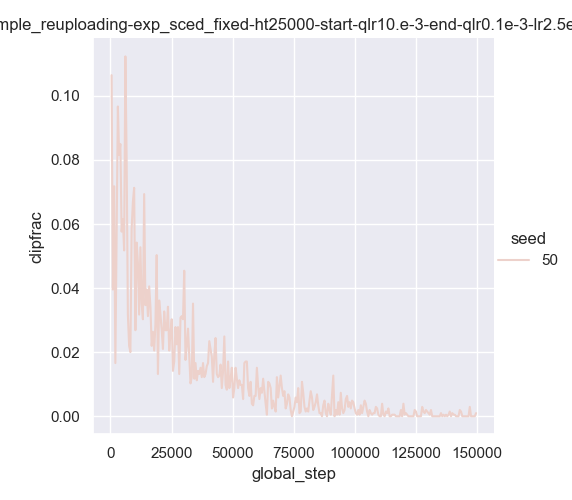 mple_reuploading-exp_sced_fixed-ht25000-start-qlr10.e-3-end-qlr0.1e-3-lr2.5e
0.10
0.08
0.06
0.04
0.02
0.00
clipfrac
0 25000 50000 75000 100000 125000 150000
global_step
seed
50